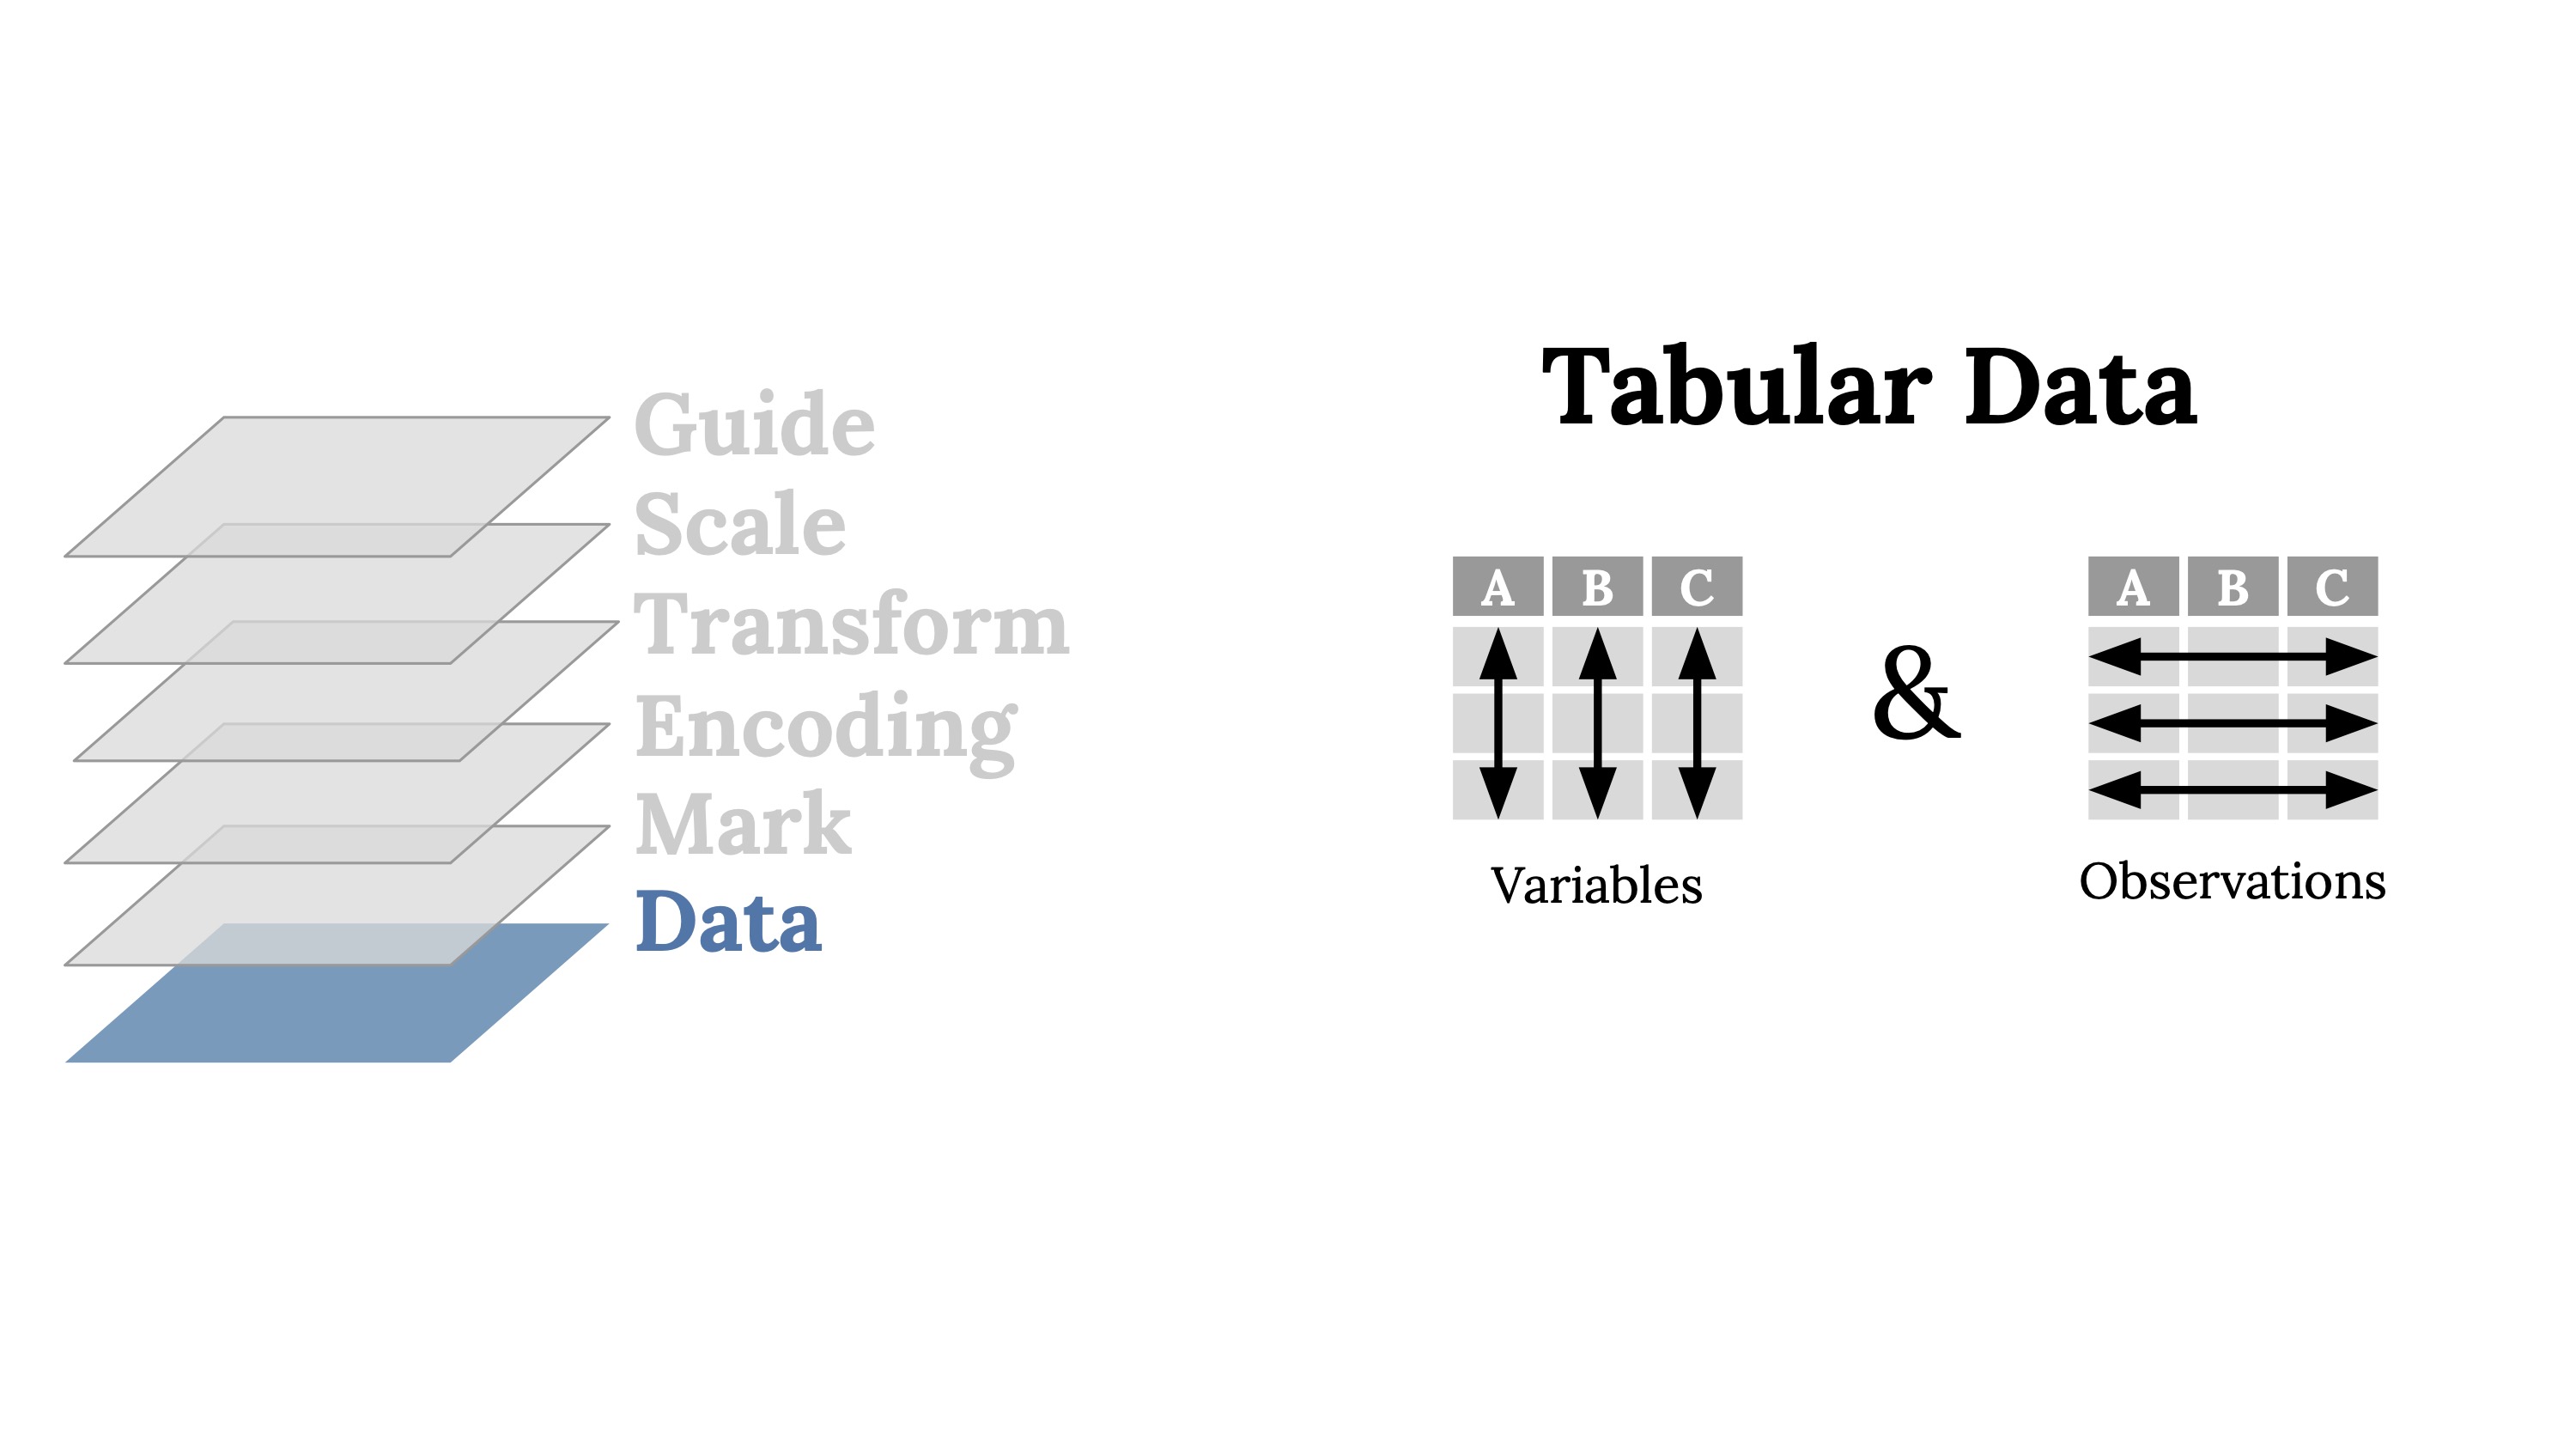 Guide
Scale
Transform
Encoding
Mark
Data
Tabular Data
A B C
&
A B C
Variables
Observations